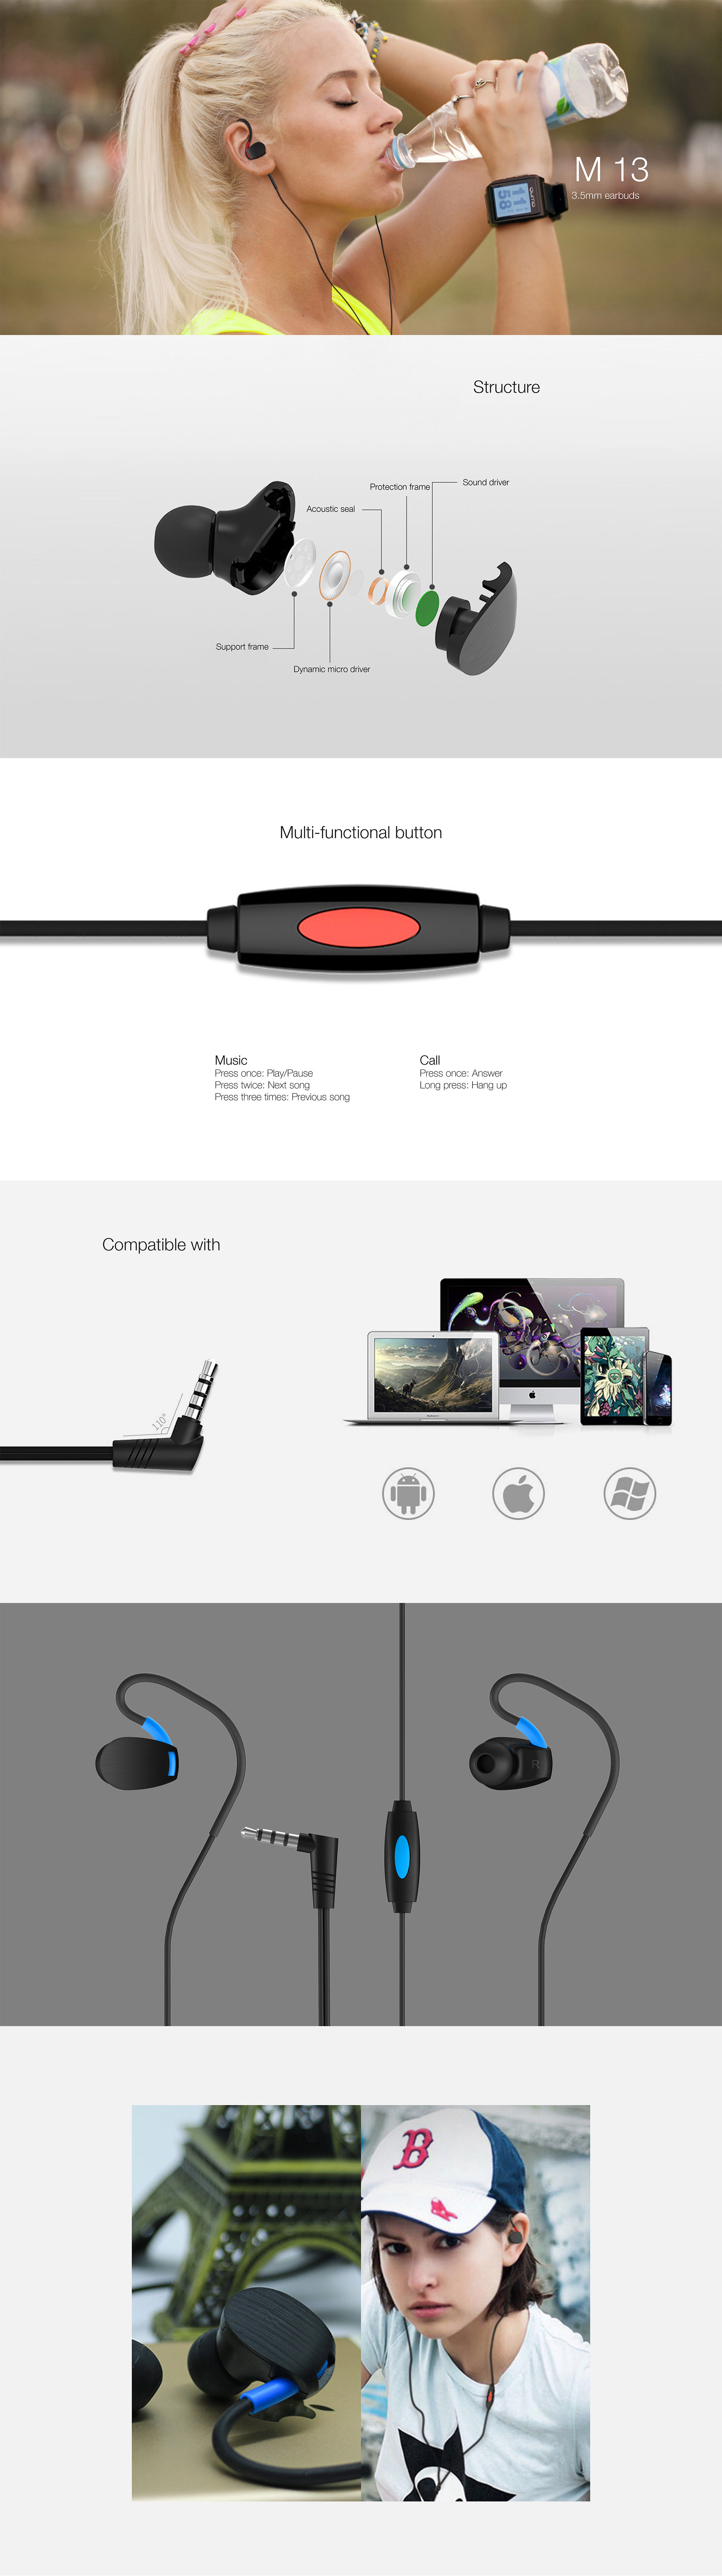 M 13
3.5mm earbuds
Structure
Sound driver
Protection frame
Acoustic seal
Support frame
Dynamic micro driver
Multi-functional button
Music
Press once: Play/Pause
Press twice: Next song
Press three times: Previous song
Call
Press once: Answer
Long press: Hang up
Compatible with
110°
R
B